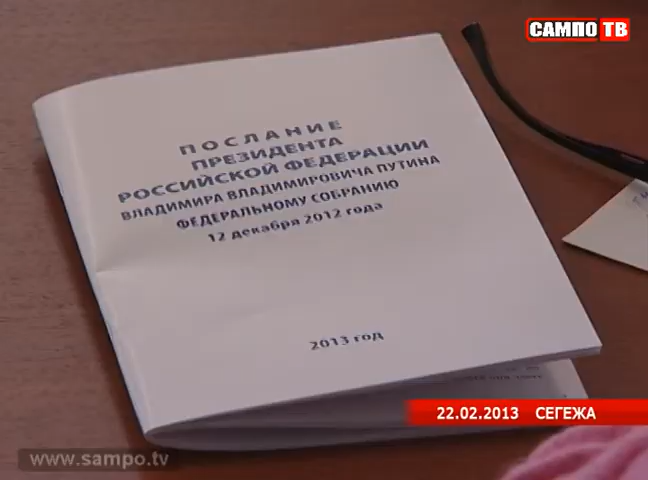 САМПО ТВ
ПОСЛАНИЕ
ПРЕЗИДЕНТА
РОССИЙСКОЙ ФЕДЕРАЦИИ
ВЛАДИМИРА ВЛАДИМИРОВИЧА ПУТИНА
ФЕДЕРАЛЬНОМУ СОБРАНИЮ
12 декабря 2012 года
2013 год
22.02.2013 СЕГЕЖА
www.sampo.tv